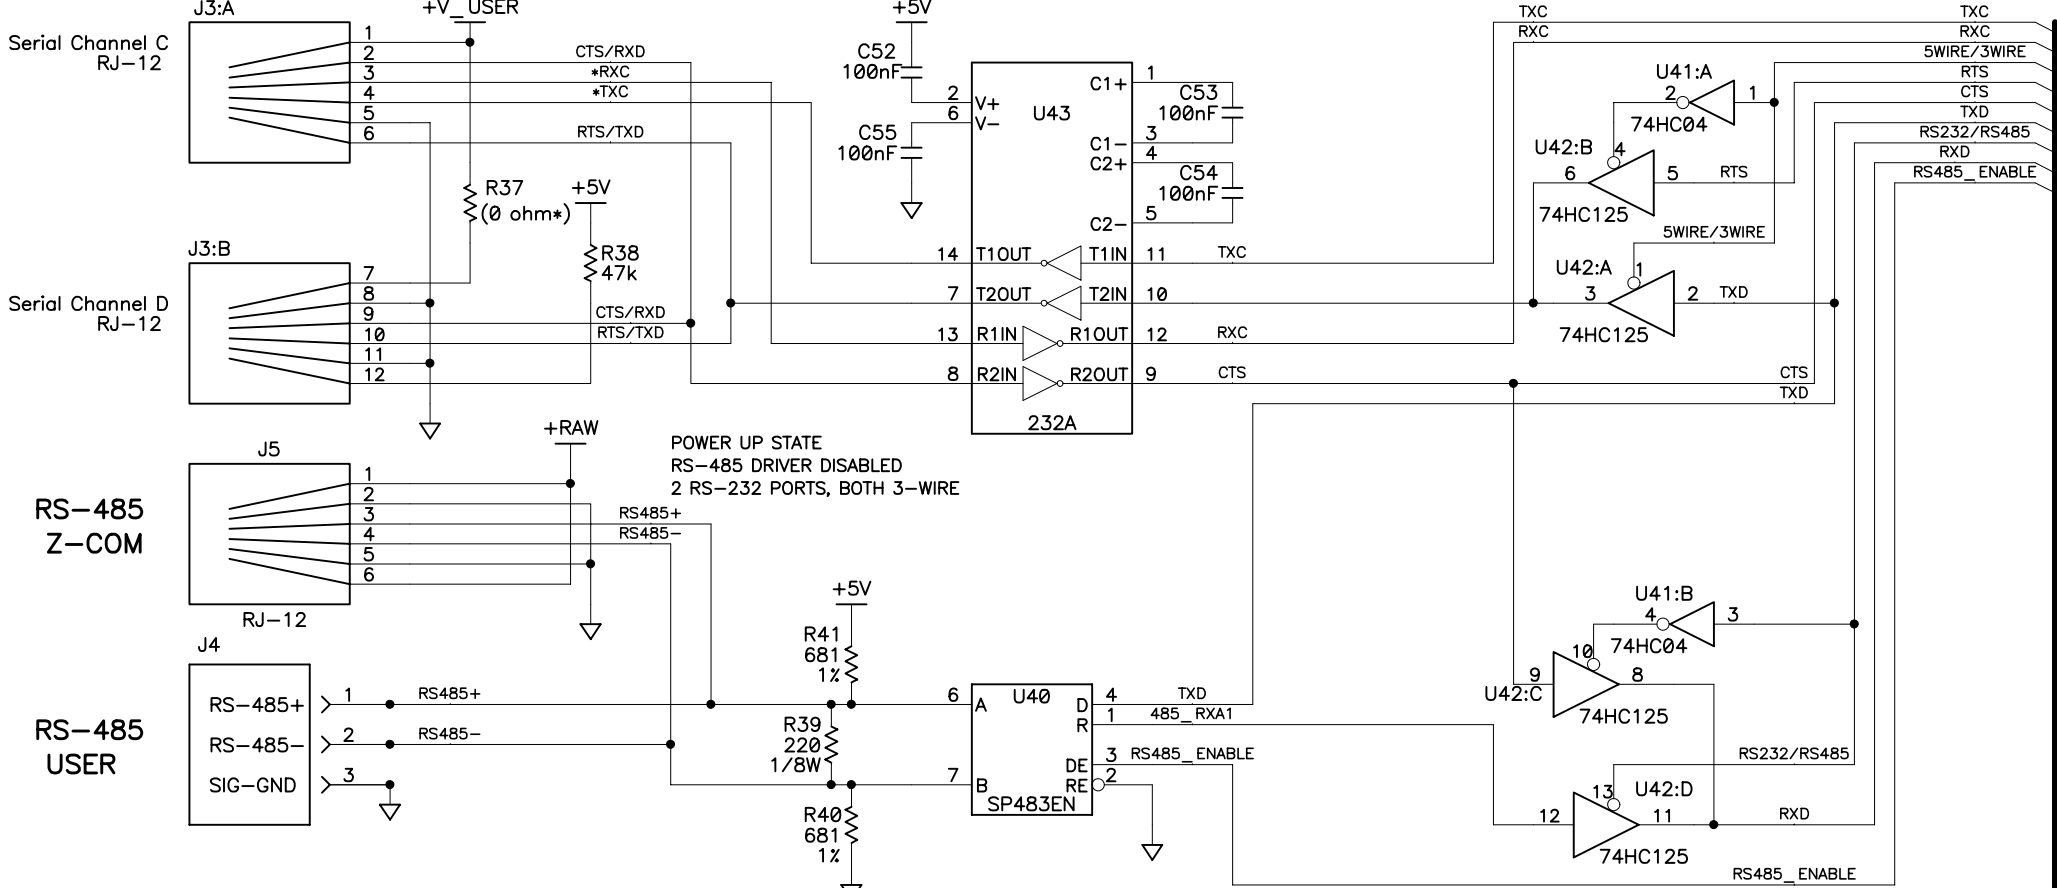 J3:A
Serial Channel C
RJ-12
1
2
3
4
5
6
+V_USER
CTS/RXD
*RXC
*TXC
RTS/TXD
R37
(0 ohm*)
+5V
R38
47k
J3:B
Serial Channel D
RJ-12
7
8
9
10
11
12
CTS/RXD
RTS/TXD
+5V
C52
100nF
C55
100nF
2
6
V+
V-
U43
C1+
C1-
C2+
C2-
1
3
4
5
C53
100nF
C54
100nF
14 T1OUT T1IN 11 TXC
7 T2OUT T2IN 10
13 R1IN R1OUT 12 RXC
8 R2IN R2OUT 9 CTS
232A
TXC TXC
RXC RXC
5WIRE/3WIRE
RTS
CTS
TXD
RS232/RS485
RXD
RS485_ENABLE
U41:A
2 1
74HC04
U42:B
4
6 5 RTS
74HC125
5WIRE/3WIRE
U42:A
1
3 2 TXD
74HC125
CTS
TXD
POWER UP STATE
RS-485 DRIVER DISABLED
2 RS-232 PORTS, BOTH 3-WIRE
+RAW
J5
RS-485
Z-COM
1
2
3
4
5
6
RS485+
RS485-
RJ-12
J4
RS-485
USER
RS-485+ 1 RS485+
RS-485- 2 RS485-
SIG-GND 3
+5V
R41
681
1%
R39
220
1/8W
R40
681
1%
6
7
A
B
U40
D
R
DE
RE
SP483EN
4 TXD
1 485_RXA1
3 RS485_ENABLE
2
U41:B
4 3
74HC04
10
9 8
U42:C
74HC125
RS232/RS485
13 U42:D
12 11 RXD
74HC125
RS485_ENABLE